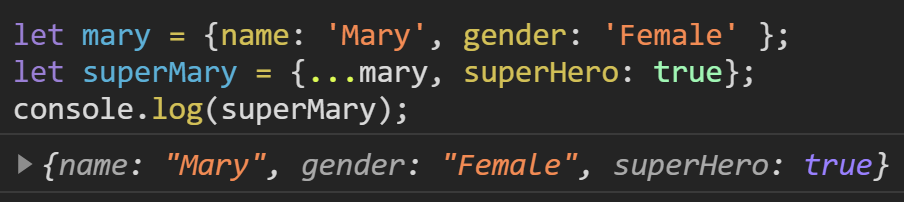 let mary = {name: 'Mary', gender: 'Female' };
let superMary = {...mary, superHero: true};
console.log(superMary);
{name: "Mary", gender: "Female", superHero: true}